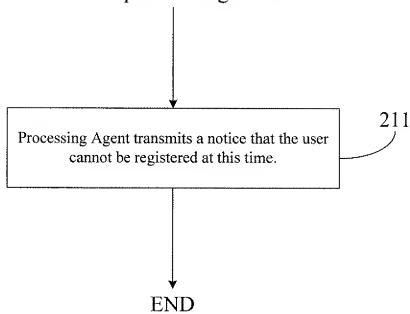 211
Processing Agent transmits a notice that the user
cannot be registered at this time.
END